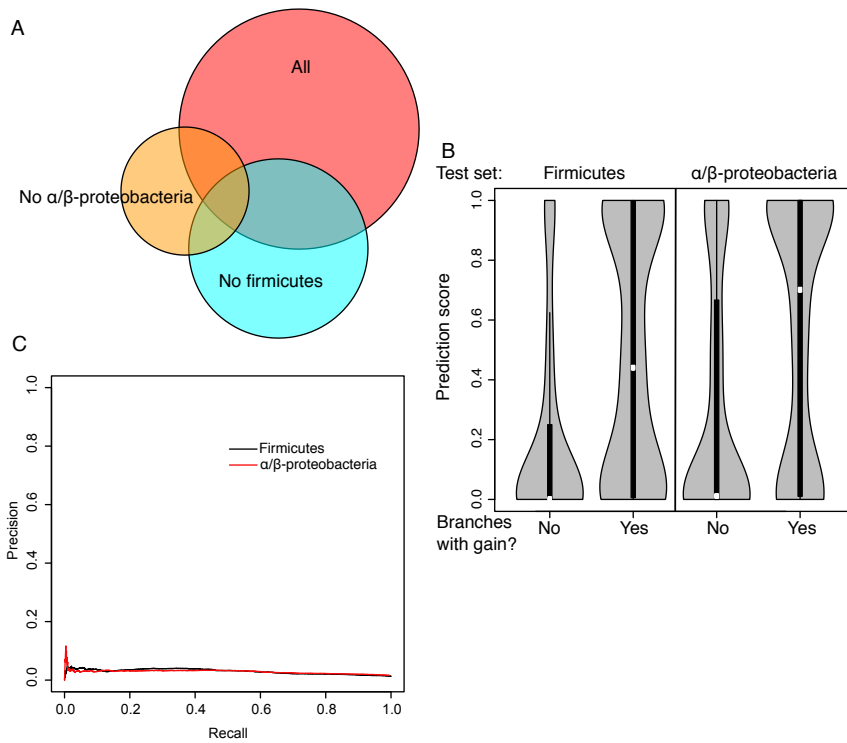 A
All
No α/β-proteobacteria
No firmicutes
B
Test set: Firmicutes α/β-proteobacteria
Prediction score
0.0 0.2 0.4 0.6 0.8 1.0
Branches with gain? No Yes No Yes
C
Precision
1.0
0.8
0.6
0.4
0.2
0.0
Firmicutes
α/β-proteobacteria
0.0 0.2 0.4 0.6 0.8 1.0
Recall